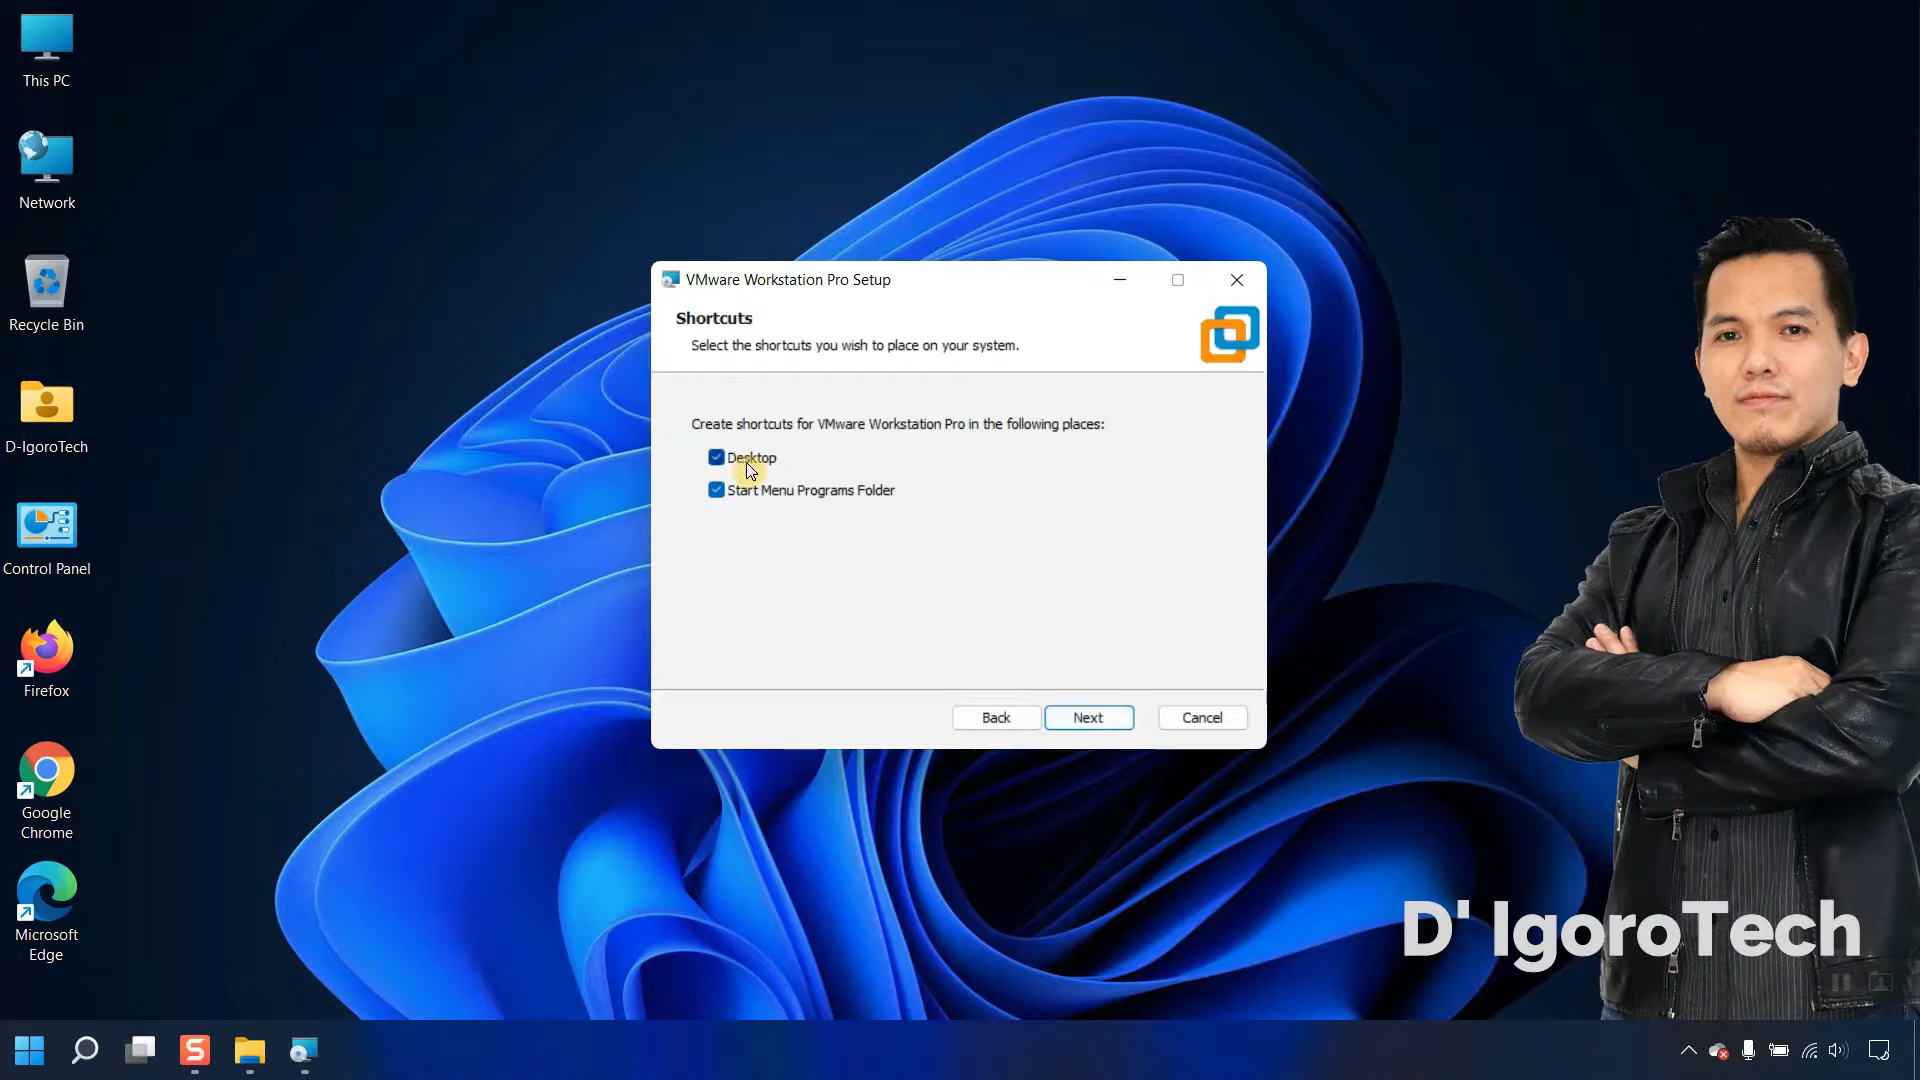 This PC
Network
Recycle Bin
D-IgoroTech
Control Panel
Firefox
Google
Chrome
Microsoft
Edge
VMware Workstation Pro Setup
Shortcuts
Select the shortcuts you wish to place on your system.
Create shortcuts for VMware Workstation Pro in the following places:
Desktop
Start Menu Programs Folder
Back
Next
Cancel
D' IgoroTech